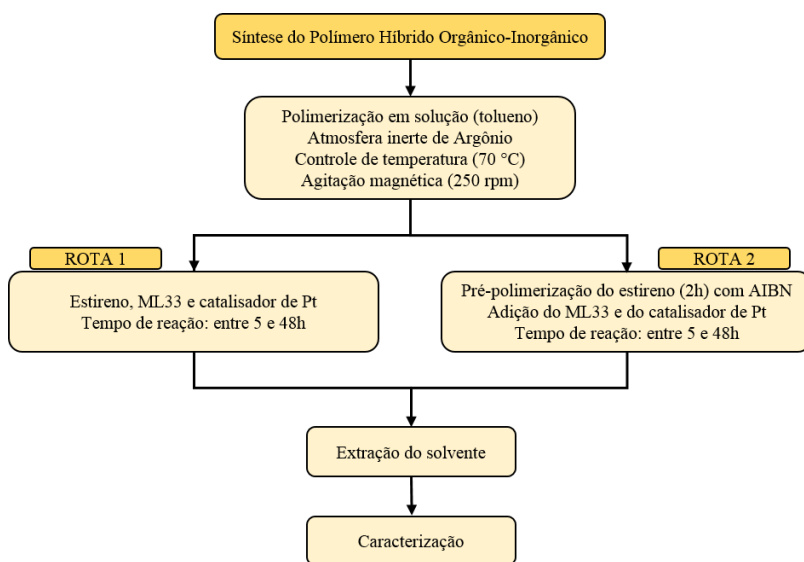 Síntese do Polímero Híbrido Orgânico-Inorgânico
Polimerização em solução (tolueno)
Atmosfera inerte de Argônio
Controle de temperatura (70 °C)
Agitação magnética (250 rpm)
ROTA 1
Estireno, ML33 e catalisador de Pt
Tempo de reação: entre 5 e 48h
ROTA 2
Pré-polimerização do estireno (2h) com AIBN
Adição do ML33 e do catalisador de Pt
Tempo de reação: entre 5 e 48h
Extração do solvente
Caracterização